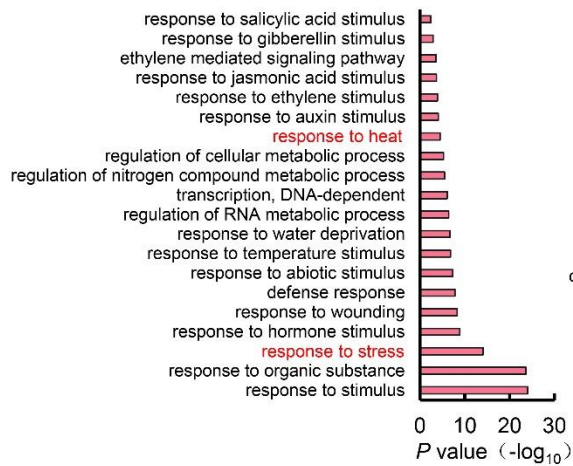 response to salicylic acid stimulus
response to gibberellin stimulus
ethylene mediated signaling pathway
response to jasmonic acid stimulus
response to ethylene stimulus
response to auxin stimulus
response to heat
regulation of cellular metabolic process
regulation of nitrogen compound metabolic process
transcription, DNA-dependent
regulation of RNA metabolic process
response to water deprivation
response to temperature stimulus
response to abiotic stimulus
defense response
response to wounding
response to hormone stimulus
response to stress
response to organic substance
response to stimulus
0 10 20 30
P value（-log10）